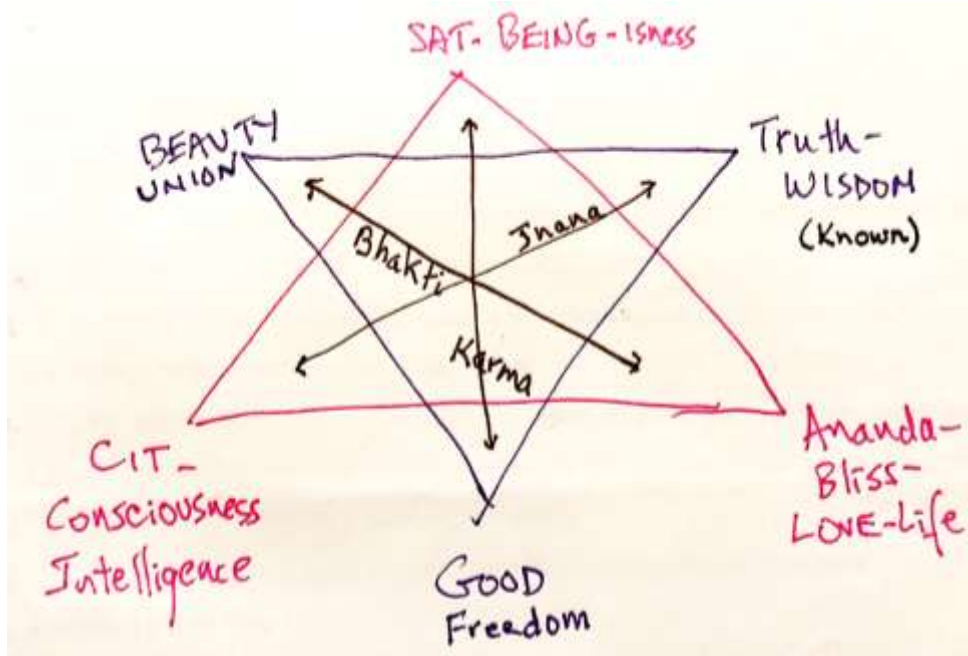 SAT- BEING-isness
BEAUTY
UNION
Truth-
WISDOM
(Known)
Jnana
Bhakti
Karma
CIT-
Consciousness
Intelligence
Ananda-
Bliss-
LOVE-Life
GOOD
Freedom